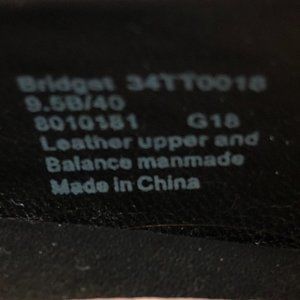 Bridget 34TT0018
9.5B/40
8010181 G18
Leather upper and
Balance manmade
Made in China